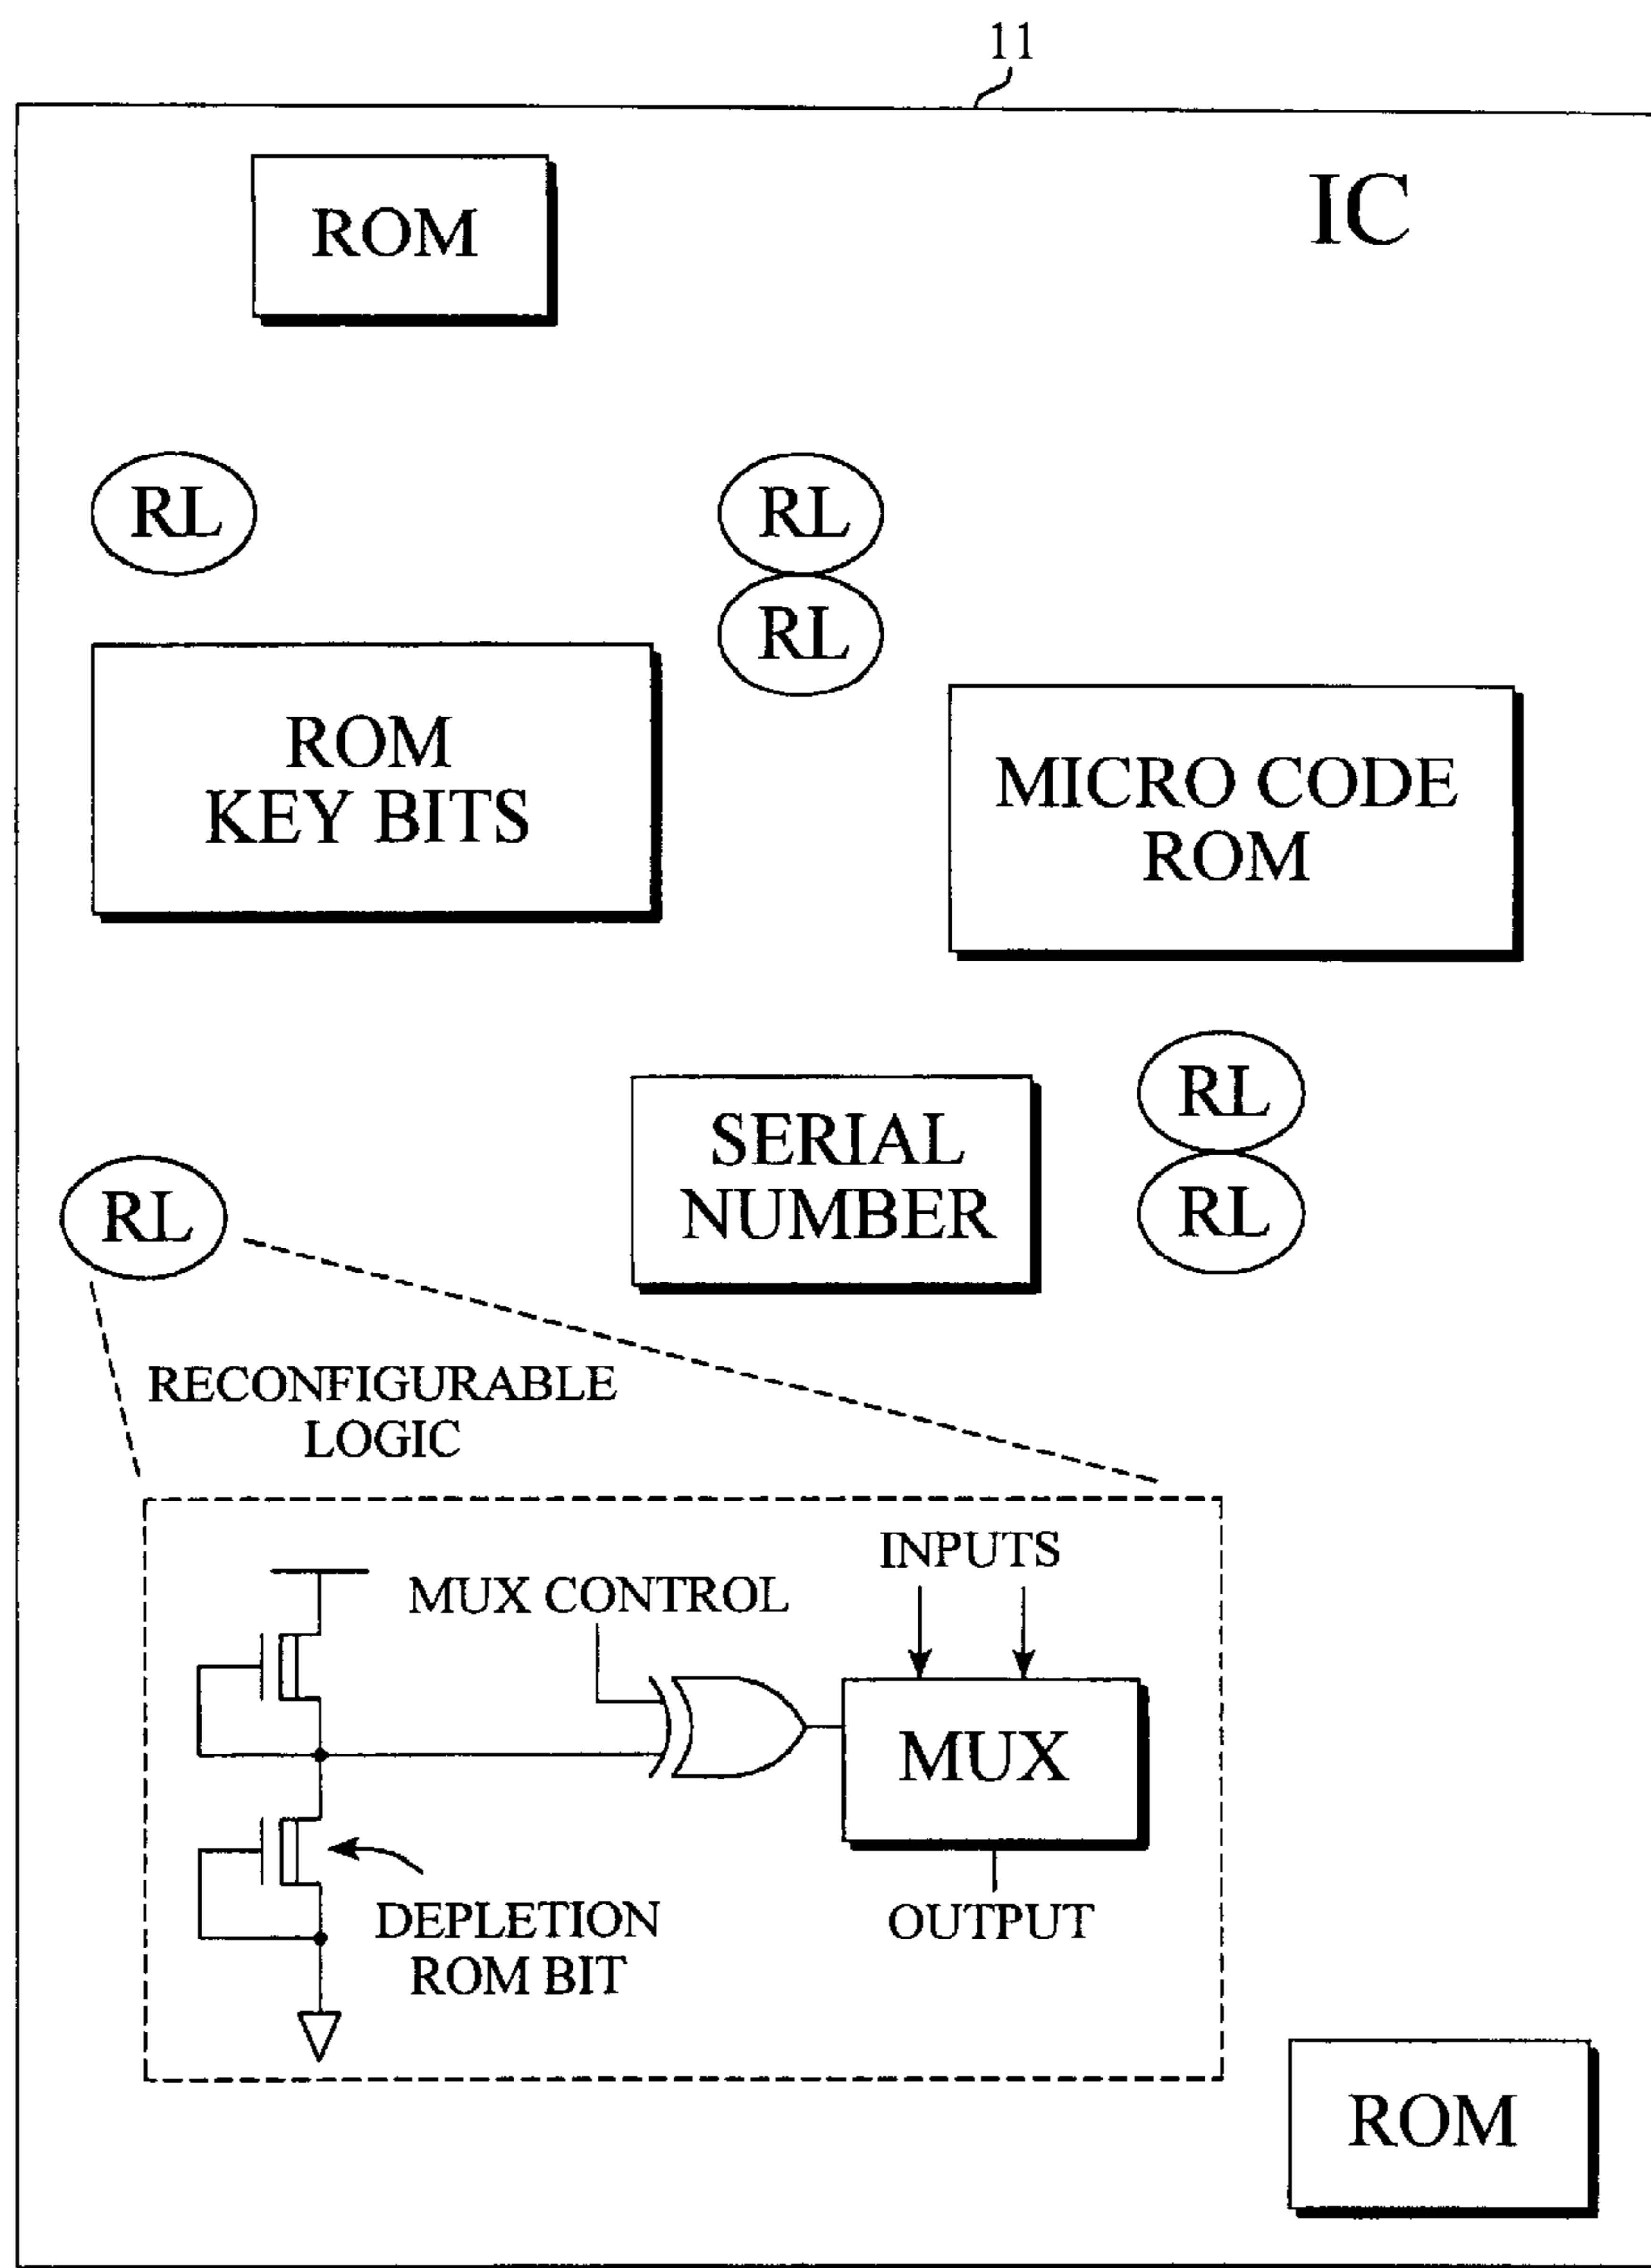 11
ROM
IC
RL
RL
RL
ROM
KEY BITS
MICRO CODE
ROM
RL
SERIAL
NUMBER
RL
RL
RECONFIGURABLE
LOGIC
INPUTS
MUX CONTROL
MUX
DEPLETION
ROM BIT
OUTPUT
ROM